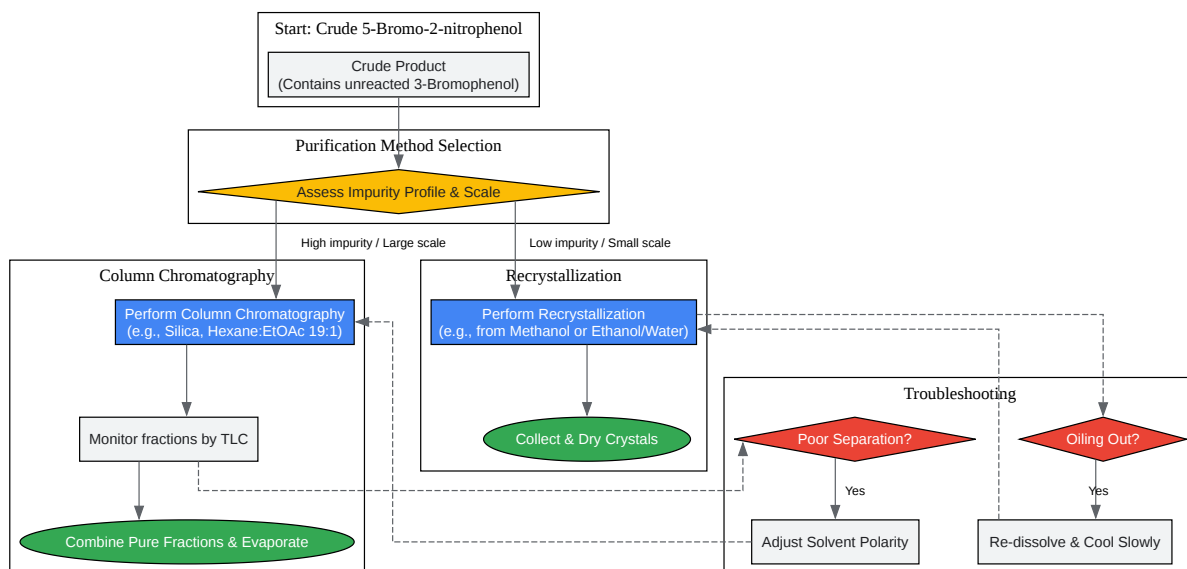 Start: Crude 5-Bromo-2-nitrophenol
Crude Product
(Contains unreacted 3-Bromophenol)
Purification Method Selection
Assess Impurity Profile & Scale
High impurity / Large scale
Low impurity / Small scale
Column Chromatography
Perform Column Chromatography
(e.g., Silica, Hexane:EtOAc 19:1)
Monitor fractions by TLC
Combine Pure Fractions & Evaporate
Recrystallization
Perform Recrystallization
(e.g., from Methanol or Ethanol/Water)
Collect & Dry Crystals
Troubleshooting
Poor Separation?
Yes
Adjust Solvent Polarity
Oiling Out?
Yes
Re-dissolve & Cool Slowly